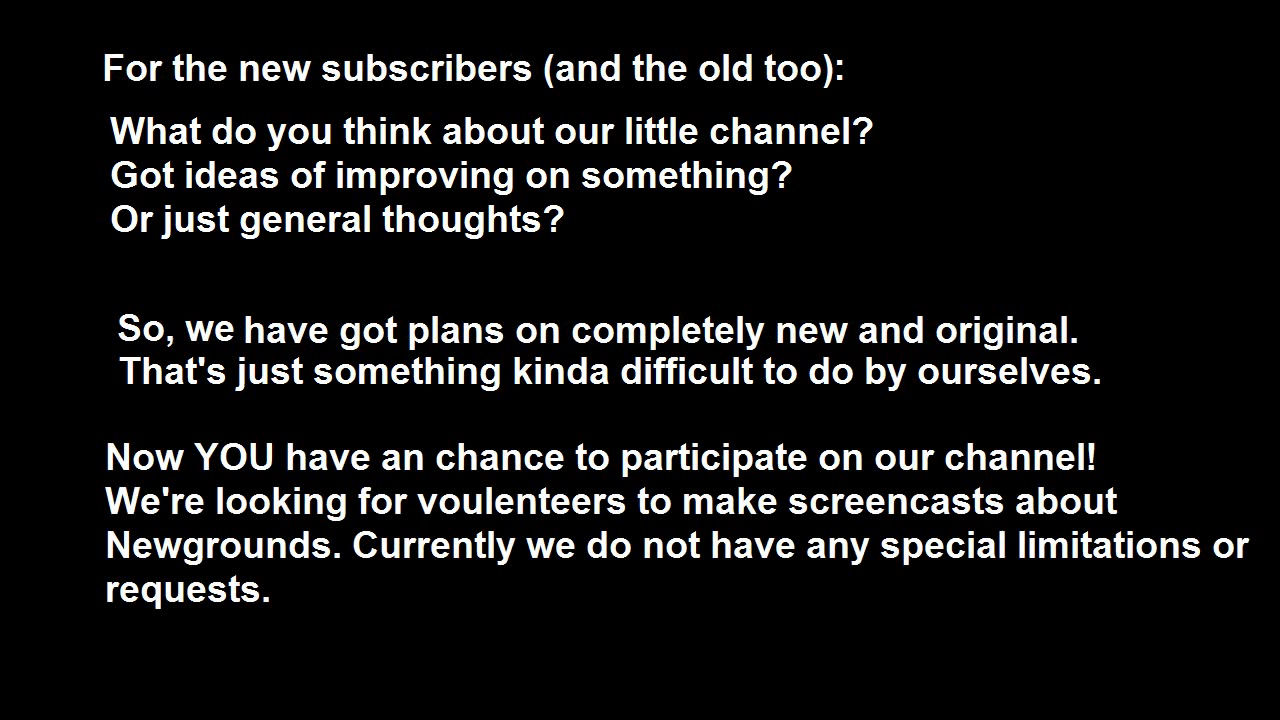 For the new subscribers (and the old too):
What do you think about our little channel?
Got ideas of improving on something?
Or just general thoughts?
So, we have got plans on completely new and original.
That's just something kinda difficult to do by ourselves.
Now YOU have an chance to participate on our channel!
We're looking for voulenteers to make screencasts about
Newgrounds. Currently we do not have any special limitations or
requests.